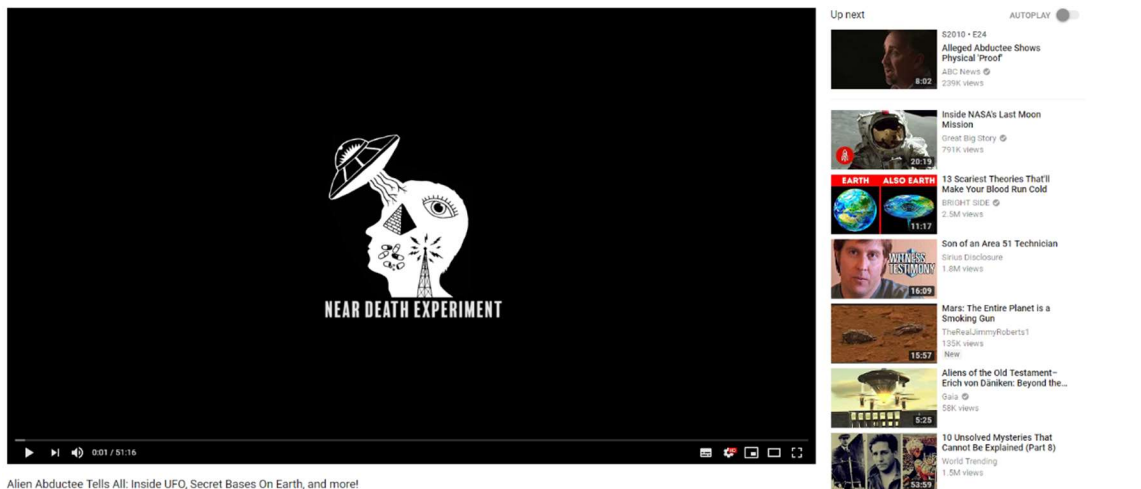 NEAR DEATH EXPERIMENT
0:01 / 51:16
Alien Abductee Tells All: Inside UFO, Secret Bases On Earth, and more!
Up next
AUTOPLAY
8:02
S2010 • E24
Alleged Abductee Shows
Physical 'Proof'
ABC News
239K views
20:19
Inside NASA's Last Moon
Mission
Great Big Story
791K views
EARTH
ALSO EARTH
11:17
13 Scariest Theories That'll
Make Your Blood Run Cold
BRIGHT SIDE
2.5M views
WITNESS
TESTIMONY
16:09
Son of an Area 51 Technician
Sirius Disclosure
1.8M views
15:57
Mars: The Entire Planet is a
Smoking Gun
TheRealJimmyRoberts1
135K views
New
5:25
Aliens of the Old Testament–
Erich von Däniken: Beyond the...
Gaia
58K views
53:59
10 Unsolved Mysteries That
Cannot Be Explained (Part 8)
World Trending
1.5M views